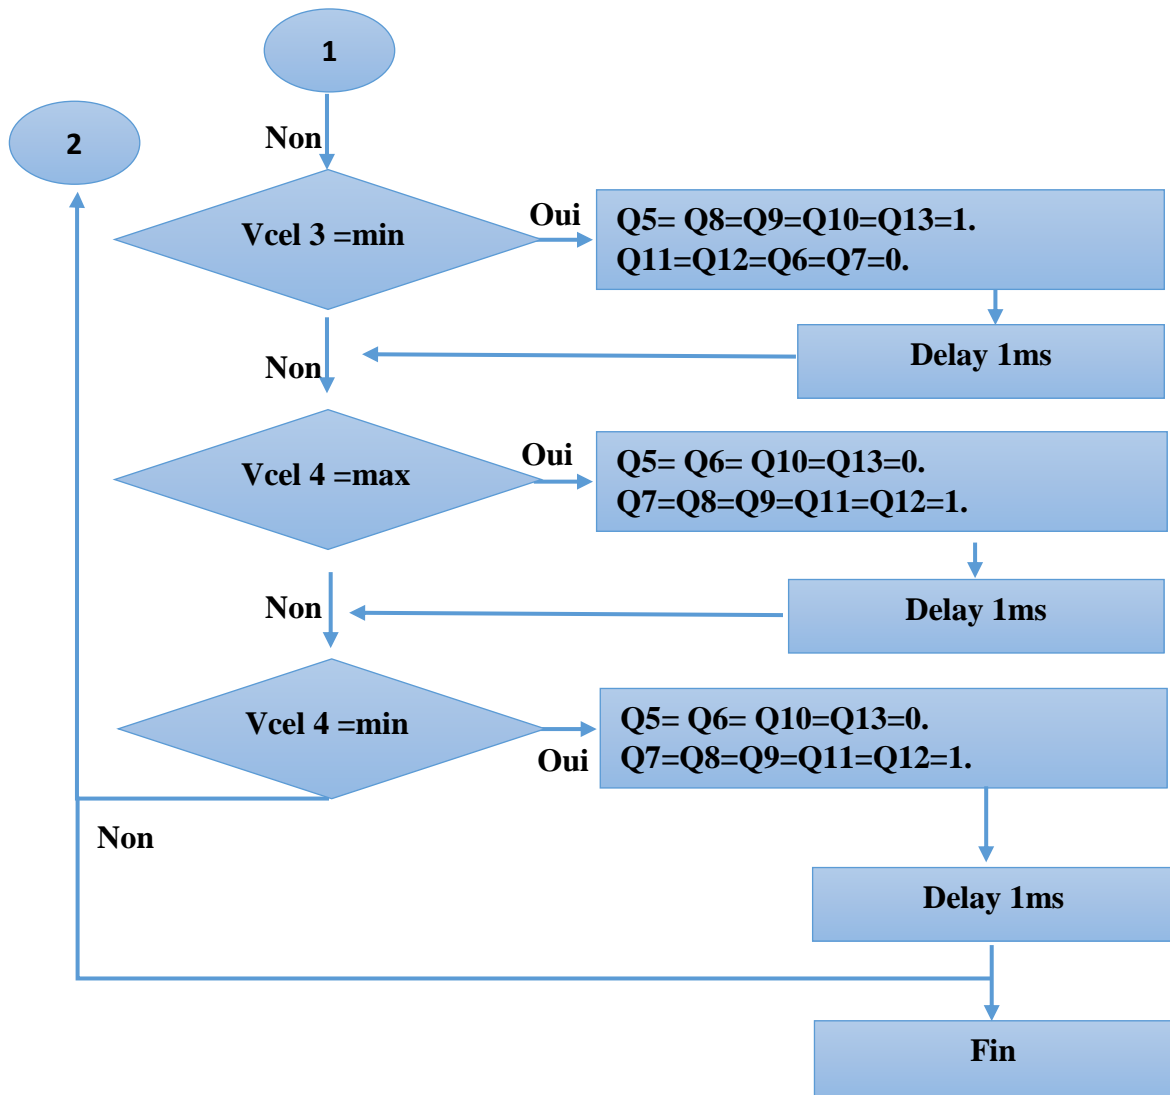 1
2
Non
Vcel 3 =min
Oui
Q5= Q8=Q9=Q10=Q13=1.
Q11=Q12=Q6=Q7=0.
Delay 1ms
Non
Vcel 4 =max
Oui
Q5= Q6= Q10=Q13=0.
Q7=Q8=Q9=Q11=Q12=1.
Delay 1ms
Non
Vcel 4 =min
Oui
Q5= Q6= Q10=Q13=0.
Q7=Q8=Q9=Q11=Q12=1.
Non
Delay 1ms
Fin